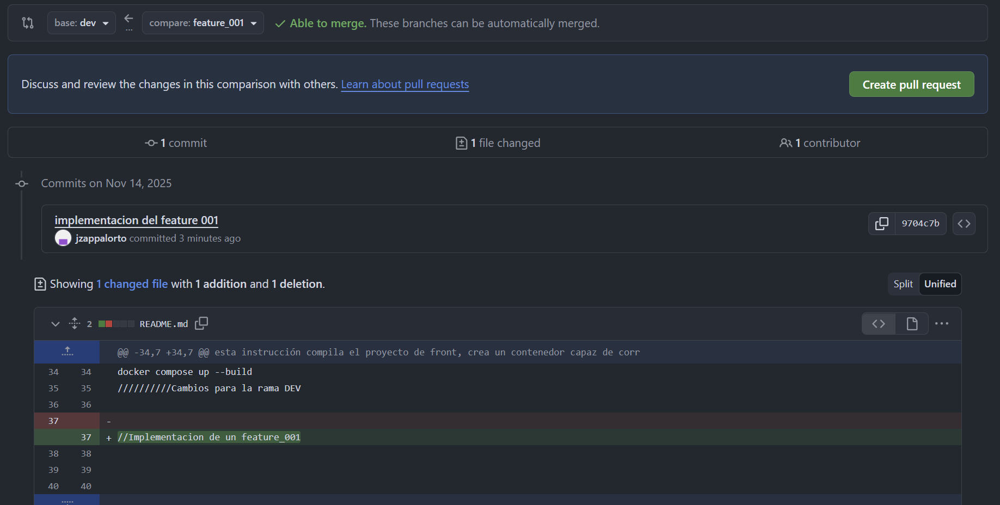 base: dev
compare: feature_001
Able to merge. These branches can be automatically merged.
Discuss and review the changes in this comparison with others. Learn about pull requests
Create pull request
1 commit
1 file changed
1 contributor
Commits on Nov 14, 2025
implementacion del feature 001
jzappalorto committed 3 minutes ago
9704c7b
Showing 1 changed file with 1 addition and 1 deletion.
Split Unified
2 README.md
@@ -34,7 +34,7 @@ esta instrucción compila el proyecto de front, crea un contenedor capaz de corr
34 34 docker compose up --build
35 35 //////////Cambios para la rama DEV
36 36
37 -
37 + //Implementacion de un feature_001
38 38
39 39
40 40